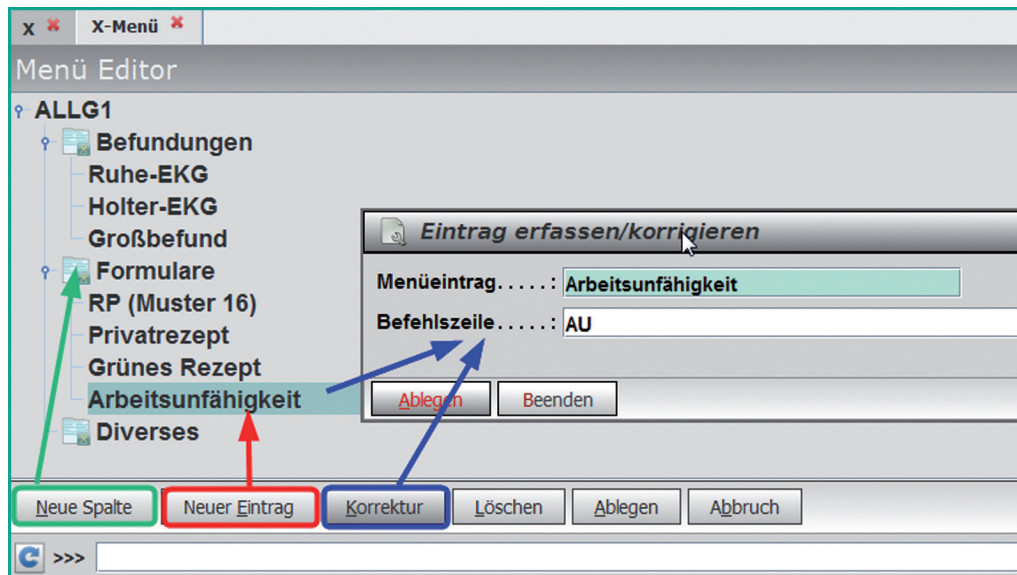 X X-Menü
Menü Editor
ALLG1
Befundungen
Ruhe-EKG
Holter-EKG
Großbefund
Formulare
RP (Muster 16)
Privatrezept
Grünes Rezept
Arbeitsunfähigkeit
Diverses
Eintrag erfassen/korrigieren
Menüeintrag.....: Arbeitsunfähigkeit
Befehlszeile.....: AU
Ablegen Beenden
Neue Spalte Neuer Eintrag Korrektur Löschen Ablegen Abbruch
>>>